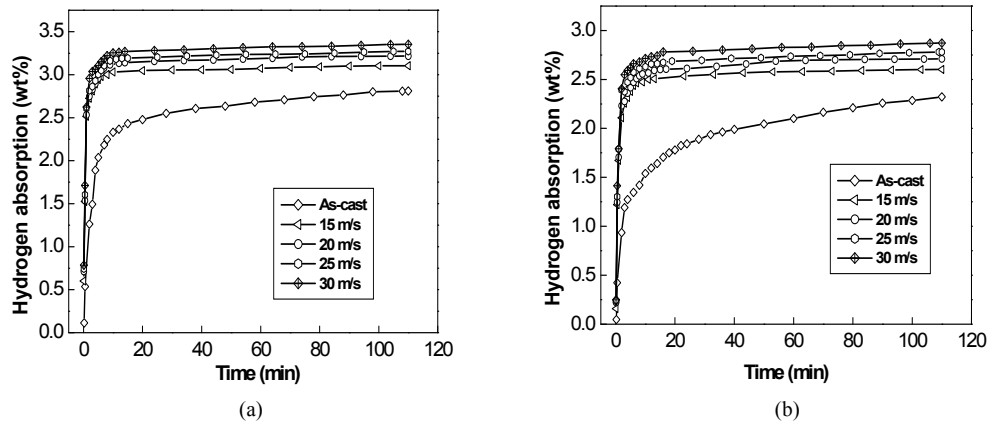 Hydrogen absorption (wt%)
3.5
3.0
2.5
2.0
1.5
1.0
0.5
0.0
As-cast
15 m/s
20 m/s
25 m/s
30 m/s
0 20 40 60 80 100 120
Time (min)
(a)
Hydrogen absorption (wt%)
3.0
2.5
2.0
1.5
1.0
0.5
0.0
As-cast
15 m/s
20 m/s
25 m/s
30 m/s
0 20 40 60 80 100 120
Time (min)
(b)